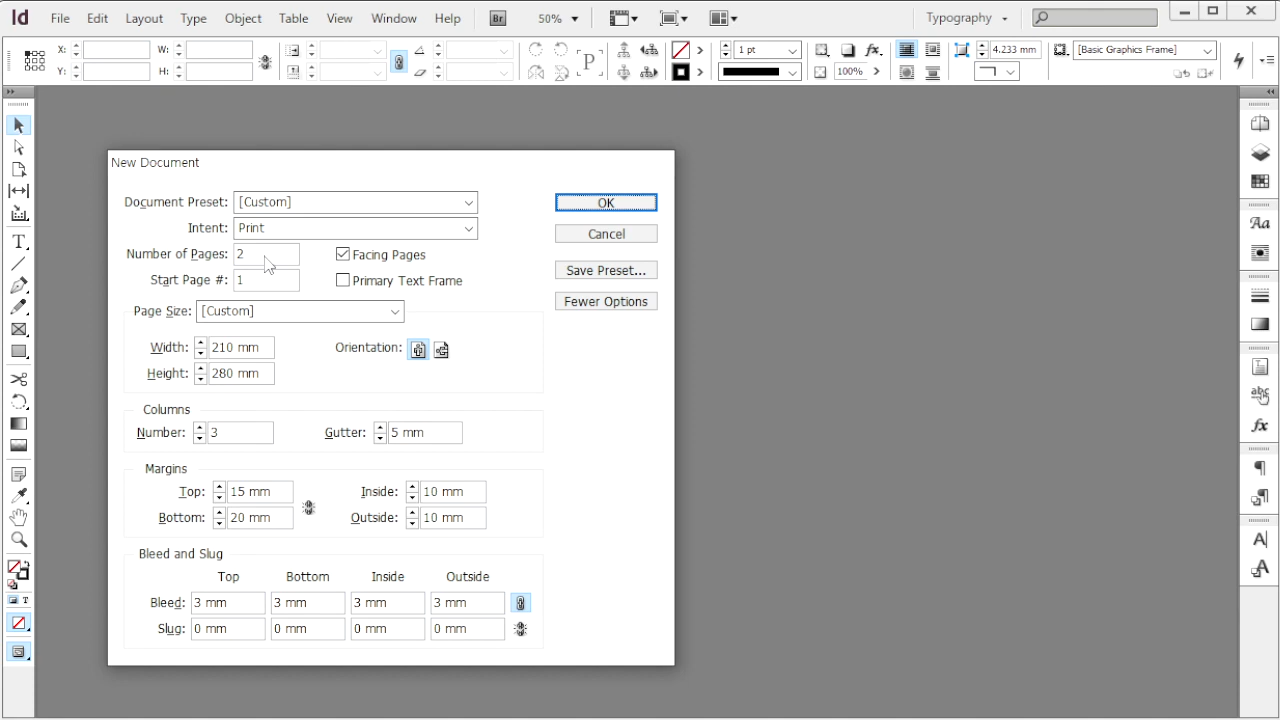 Id File Edit Layout Type Object Table View Window Help Br 50% Typography
X: W: 1 pt 4.233 mm [Basic Graphics Frame]
Y: H: P 100%
New Document
Document Preset: [Custom] OK
Intent: Print Cancel
Number of Pages: 2 Facing Pages
Start Page #: 1 Primary Text Frame Save Preset...
Page Size: [Custom] Fewer Options
Width: 210 mm Orientation:
Height: 280 mm
Columns
Number: 3 Gutter: 5 mm
Margins
Top: 15 mm Inside: 10 mm
Bottom: 20 mm Outside: 10 mm
Bleed and Slug
Top Bottom Inside Outside
Bleed: 3 mm 3 mm 3 mm 3 mm
Slug: 0 mm 0 mm 0 mm 0 mm